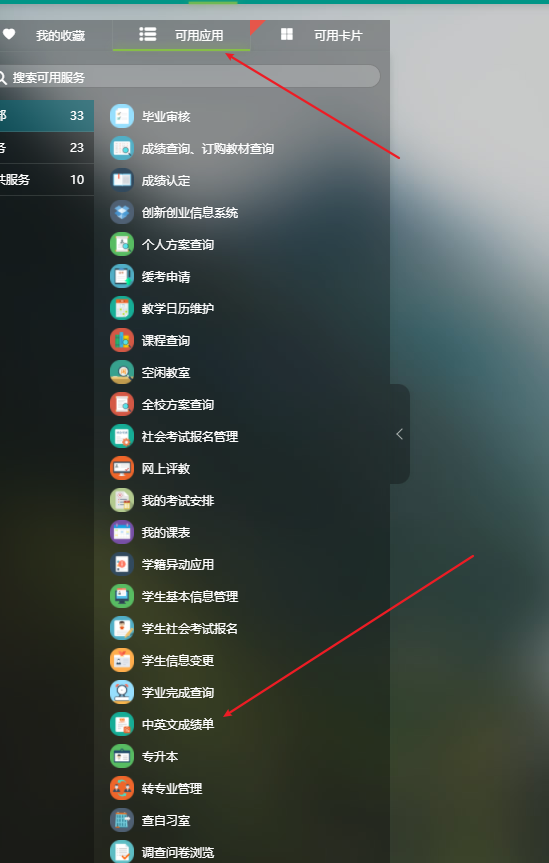 我的收藏 可用应用 可用卡片
搜索可用服务
部 33
务 23
共服务 10
毕业审核
成绩查询、订购教材查询
成绩认定
创新创业信息系统
个人方案查询
缓考申请
教学日历维护
课程查询
空闲教室
全校方案查询
社会考试报名管理
网上评教
我的考试安排
我的课表
学籍异动应用
学生基本信息管理
学生社会考试报名
学生信息变更
学业完成查询
中英文成绩单
专升本
转专业管理
查自习室
调查问卷浏览